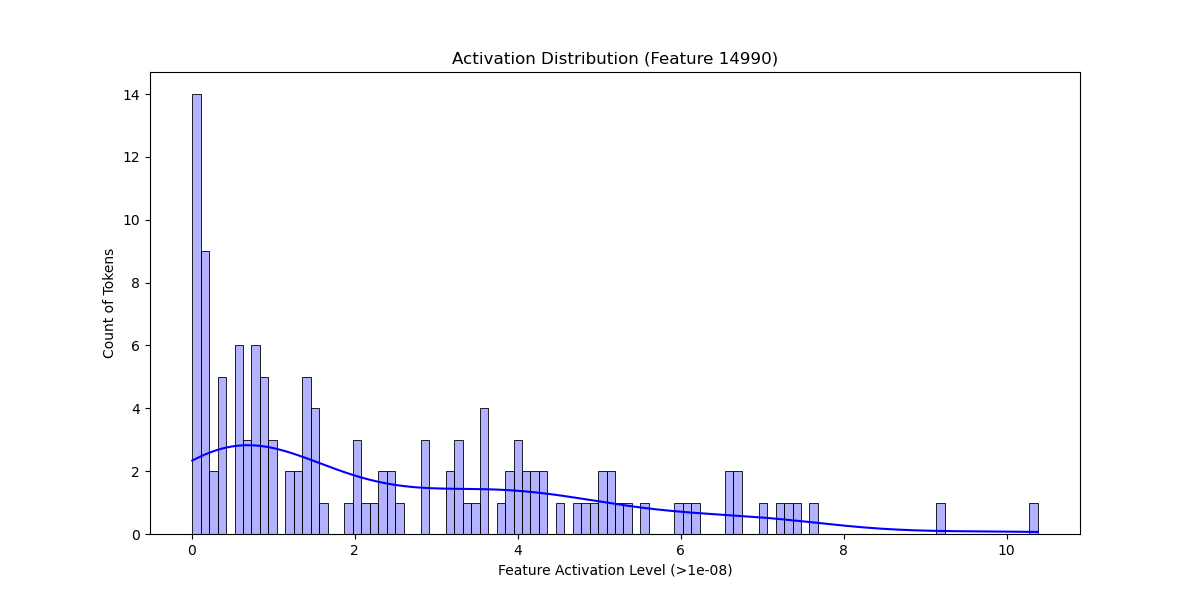 Activation Distribution (Feature 14990)
14
12
10
8
6
4
2
0
Count of Tokens
0 2 4 6 8 10
Feature Activation Level (>1e-08)